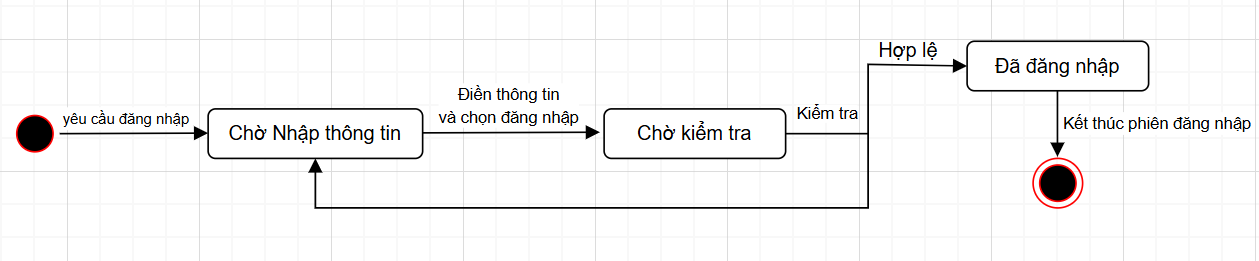 yêu cầu đăng nhập
Chờ Nhập thông tin
Điền thông tin
và chọn đăng nhập
Chờ kiểm tra
Kiểm tra
Hợp lệ
Đã đăng nhập
Kết thúc phiên đăng nhập